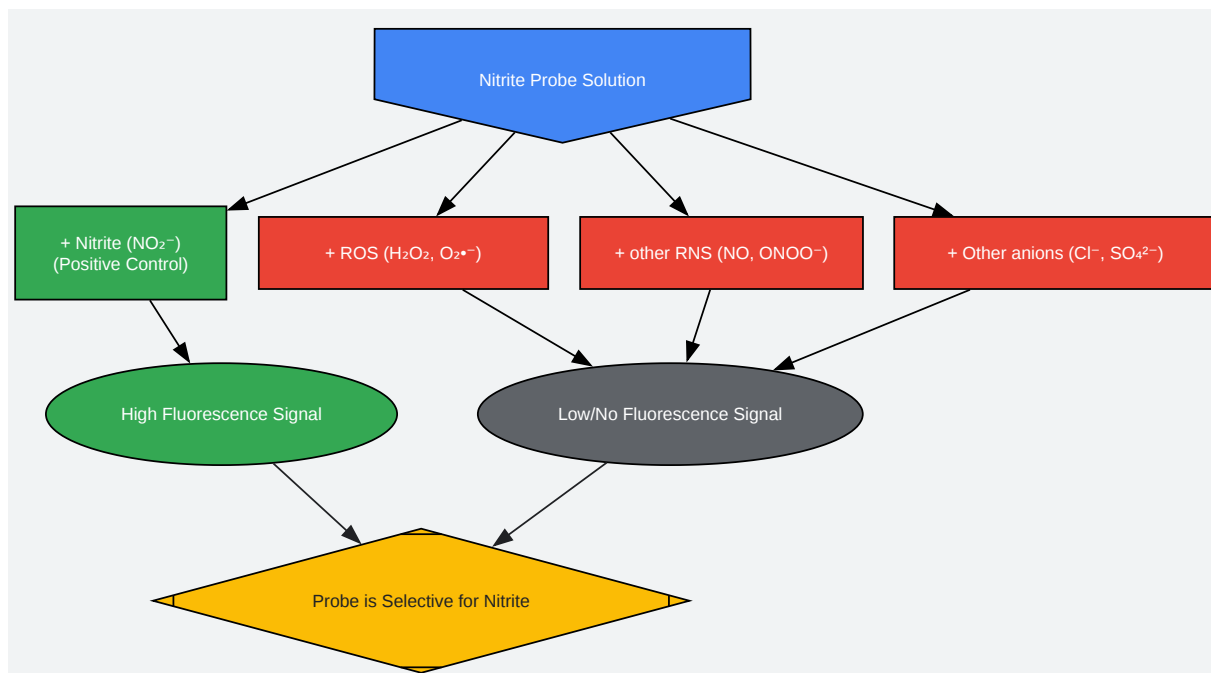 Nitrite Probe Solution
+ Nitrite (NO₂⁻)
(Positive Control)
+ ROS (H₂O₂, O₂•⁻)
+ other RNS (NO, ONOO⁻)
+ Other anions (Cl⁻, SO₄²⁻)
High Fluorescence Signal
Low/No Fluorescence Signal
Probe is Selective for Nitrite